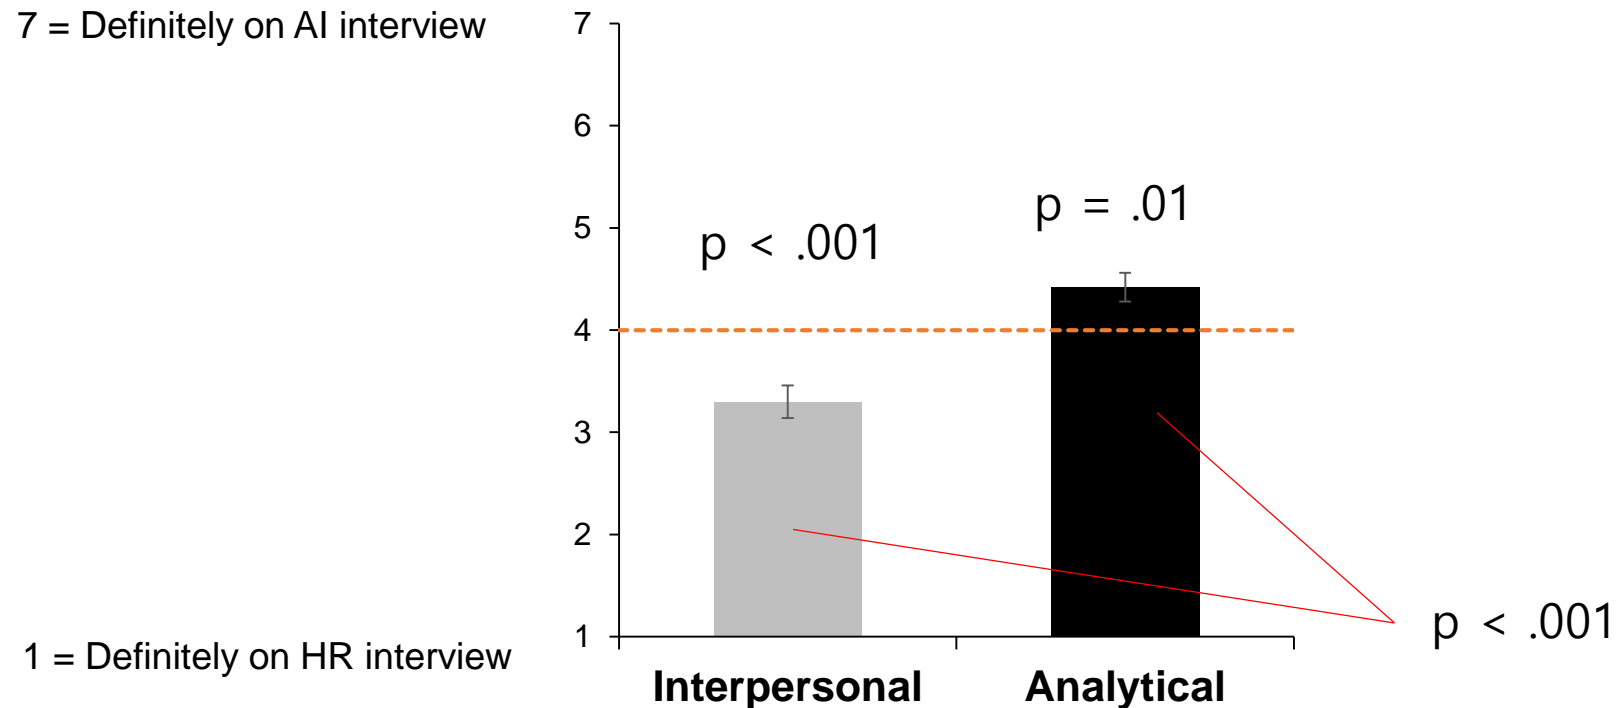 7 = Definitely on AI interview
7
6
5
4
3
2
1
p < .001
p = .01
p < .001
1 = Definitely on HR interview
Interpersonal
Analytical